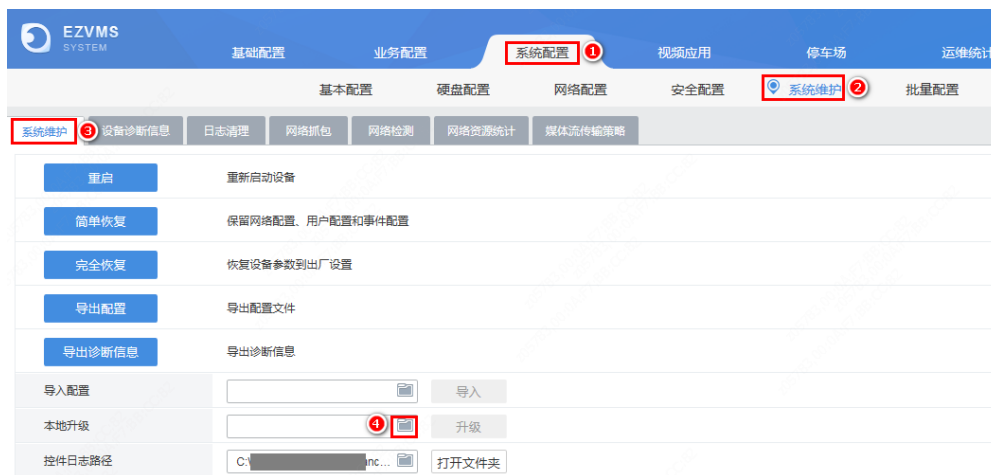 EZVMS
SYSTEM
基础配置 业务配置 系统配置 1 视频应用 停车场 运维统计
基本配置 硬盘配置 网络配置 安全配置 系统维护 2 批量配置
系统维护 3 设备诊断信息 日志清理 网络抓包 网络检测 网络资源统计 媒体流传输策略
重启 重新启动设备
简单恢复 保留网络配置、用户配置和事件配置
完全恢复 恢复设备参数到出厂设置
导出配置 导出配置文件
导出诊断信息 导出诊断信息
导入配置 导入
本地升级 4 升级
控件日志路径 C:\ inc... 打开文件夹